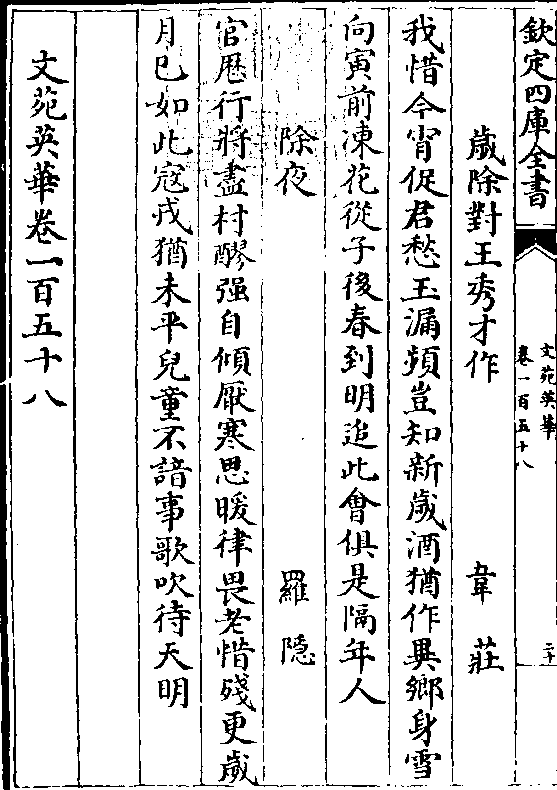 欽定四庫全書
文苑英華
卷一百五十八
二十
歲除對王秀才作 韋莊
我惜今宵促君愁玉漏頻豈知新歲酒猶作異鄉身雪
向寅前凍花從子後春到明追此會俱是隔年人
除夜 羅隱
官厯行將盡村醪强自傾厭寒思暖律畏老惜殘更歲
月已如此寇戎猶未平兒童不諳事歌吹待天明
文苑英華卷一百五十八